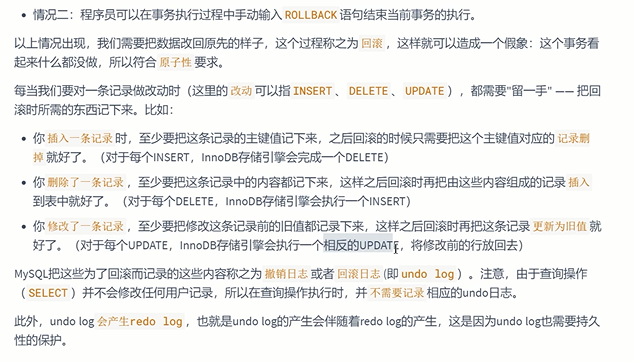 • 情况二：程序员可以在事务执行过程中手动输入 ROLLBACK 语句结束当前事务的执行。
以上情况出现，我们需要把数据改回原先的样子，这个过程称之为 回滚 ，这样就可以造成一个假象：这个事务看
起来什么都没做，所以符合 原子性 要求。
每当我们要对一条记录做改动时（这里的 改动 可以指 INSERT 、 DELETE 、 UPDATE ），都需要"留一手" —— 把回
滚时所需的东西记下来。比如：
• 你 插入一条记录 时，至少要把这条记录的主键值记下来，之后回滚的时候只需要把这个主键值对应的 记录删
掉 就好了。（对于每个INSERT，InnoDB存储引擎会完成一个DELETE）
• 你 删除了一条记录 ，至少要把这条记录中的内容都记下来，这样之后回滚时再把由这些内容组成的记录 插入
到表中就好了。（对于每个DELETE，InnoDB存储引擎会执行一个INSERT）
• 你 修改了一条记录 ，至少要把修改这条记录前的旧值都记录下来，这样之后回滚时再把这条记录 更新为旧值 就
好了。（对于每个UPDATE，InnoDB存储引擎会执行一个相反的UPDATE，将修改前的行放回去）
MySQL把这些为了回滚而记录的这些内容称之为 撤销日志 或者 回滚日志 (即 undo log ) 。注意，由于查询操作
（ SELECT ）并不会修改任何用户记录，所以在查询操作执行时，并 不需要记录 相应的undo日志。
此外，undo log 会产生redo log ，也就是undo log的产生会伴随着redo log的产生，这是因为undo log也需要持久
性的保护。